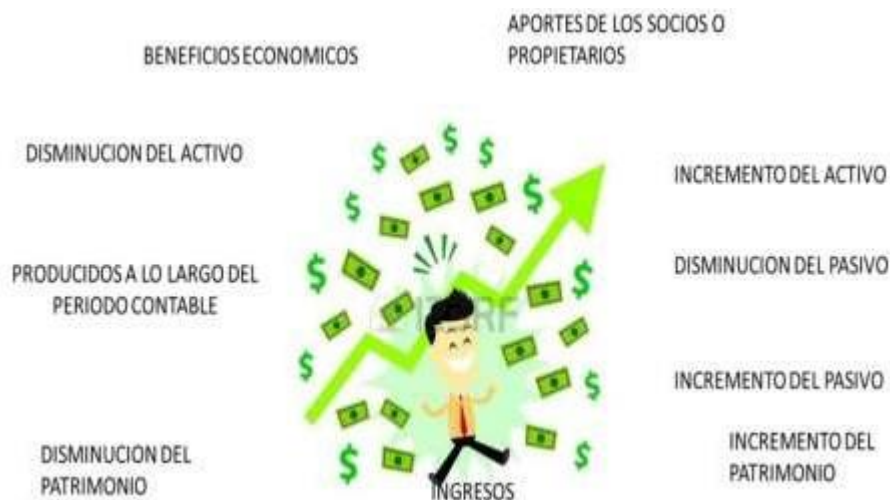 BENEFICIOS ECONOMICOS
APORTES DE LOS SOCIOS O
PROPIETARIOS
DISMINUCION DEL ACTIVO
INCREMENTO DEL ACTIVO
PRODUCIDOS A LO LARGO DEL
PERIODO CONTABLE
DISMINUCION DEL PASIVO
INCREMENTO DEL PASIVO
DISMINUCION DEL
PATRIMONIO
INCREMENTO DEL
PATRIMONIO
INGRESOS